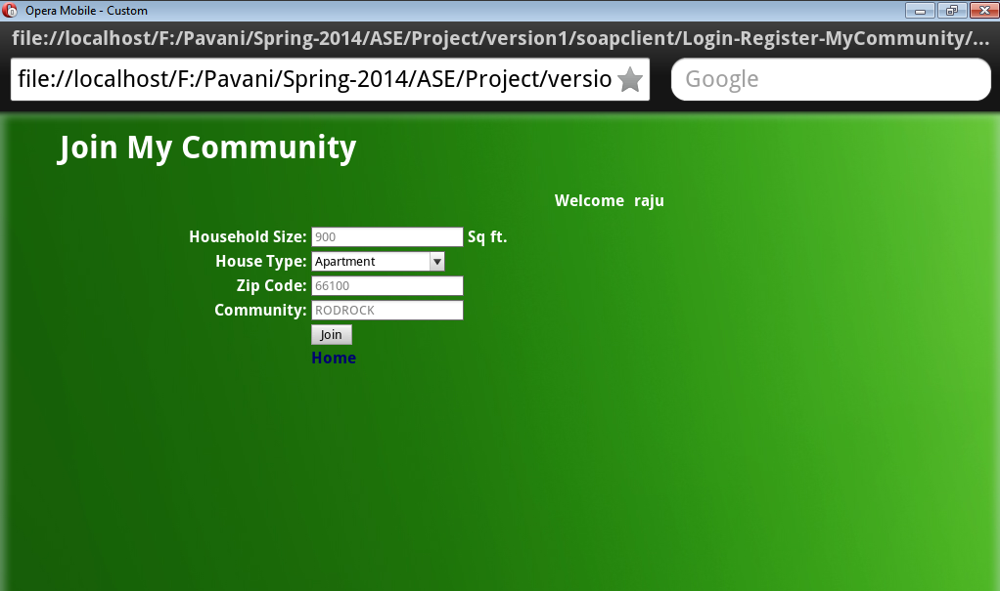 Opera Mobile - Custom
file://localhost/F:/Pavani/Spring-2014/ASE/Project/version1/soapclient/Login-Register-MyCommunity/...
file://localhost/F:/Pavani/Spring-2014/ASE/Project/versio
Google
Join My Community
Welcome raju
Household Size: 900 Sq ft.
House Type: Apartment
Zip Code: 66100
Community: RODROCK
Join
Home